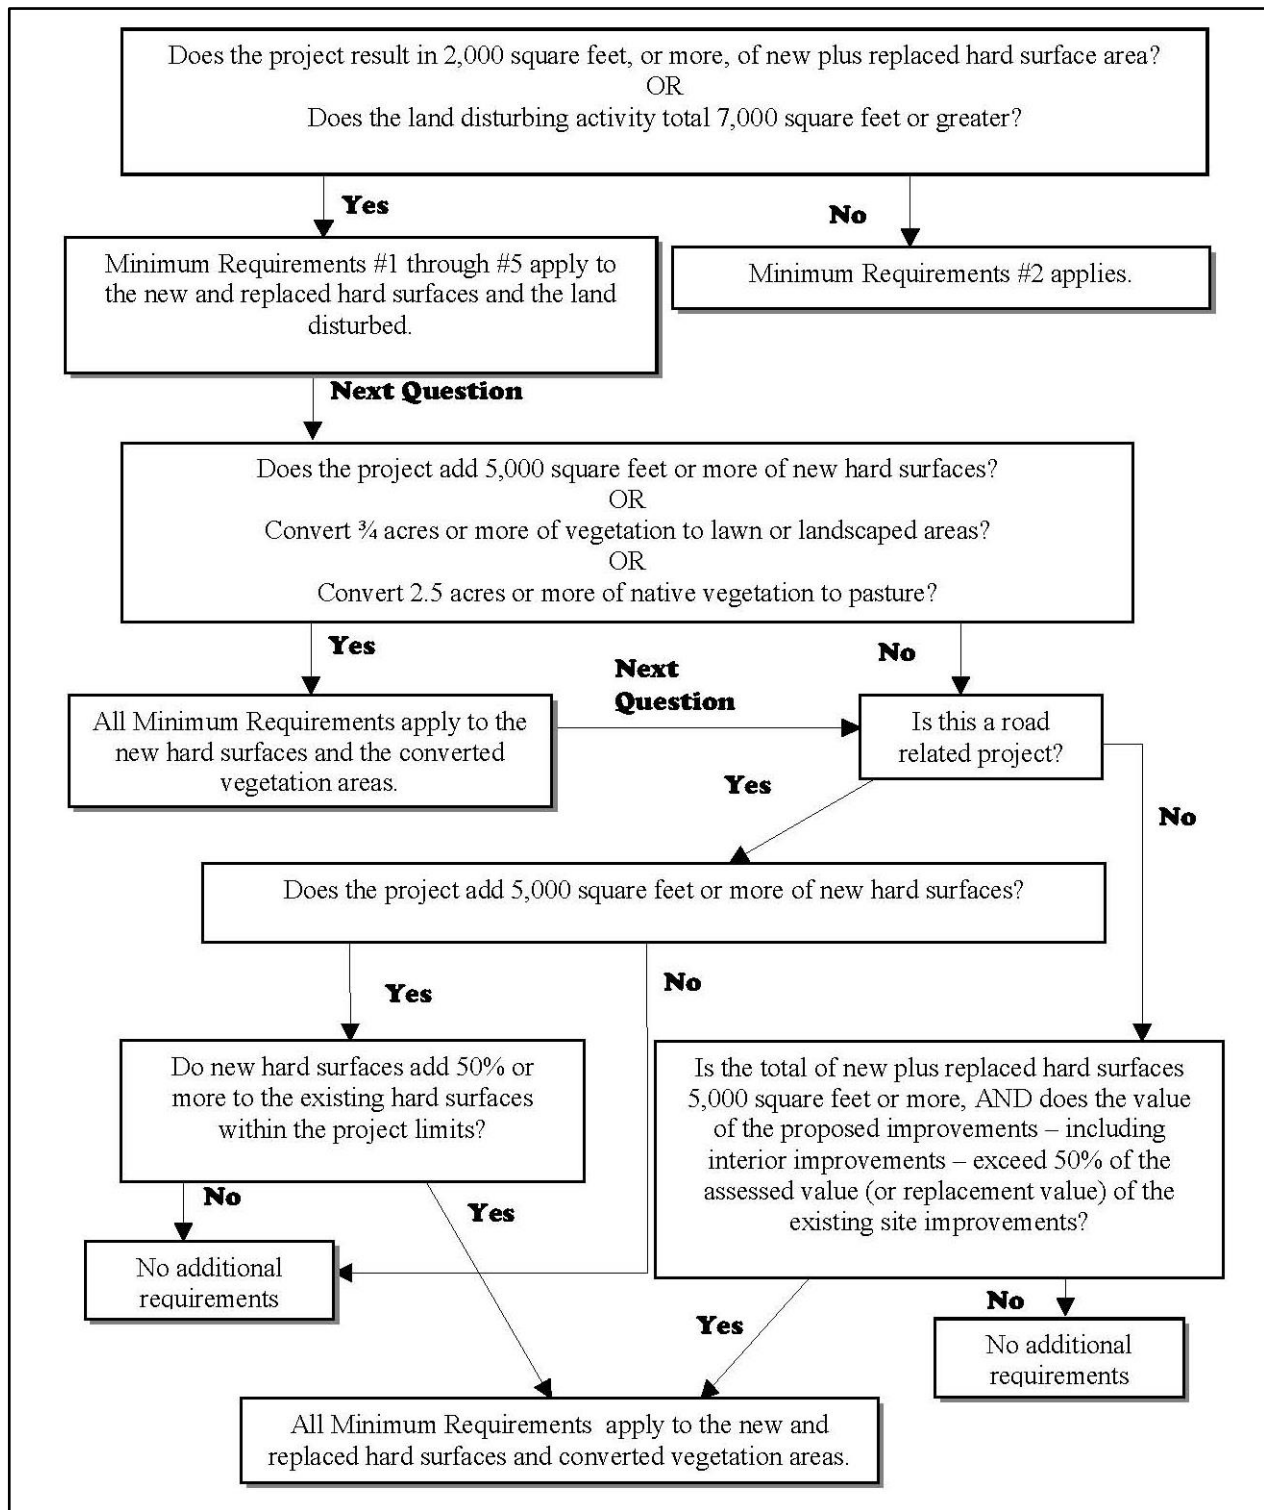 Does the project result in 2,000 square feet, or more, of new plus replaced hard surface area?
OR
Does the land disturbing activity total 7,000 square feet or greater?
Yes
No
Minimum Requirements #1 through #5 apply to
the new and replaced hard surfaces and the land
disturbed.
Minimum Requirements #2 applies.
Next Question
Does the project add 5,000 square feet or more of new hard surfaces?
OR
Convert ¾ acres or more of vegetation to lawn or landscaped areas?
OR
Convert 2.5 acres or more of native vegetation to pasture?
Yes
No
Next
Question
All Minimum Requirements apply to the
new hard surfaces and the converted
vegetation areas.
Is this a road
related project?
Yes
No
Does the project add 5,000 square feet or more of new hard surfaces?
Yes
No
Do new hard surfaces add 50% or
more to the existing hard surfaces
within the project limits?
Is the total of new plus replaced hard surfaces
5,000 square feet or more, AND does the value
of the proposed improvements – including
interior improvements – exceed 50% of the
assessed value (or replacement value) of the
existing site improvements?
No
Yes
No additional
requirements
Yes
No
No additional
requirements
All Minimum Requirements apply to the new and
replaced hard surfaces and converted vegetation areas.